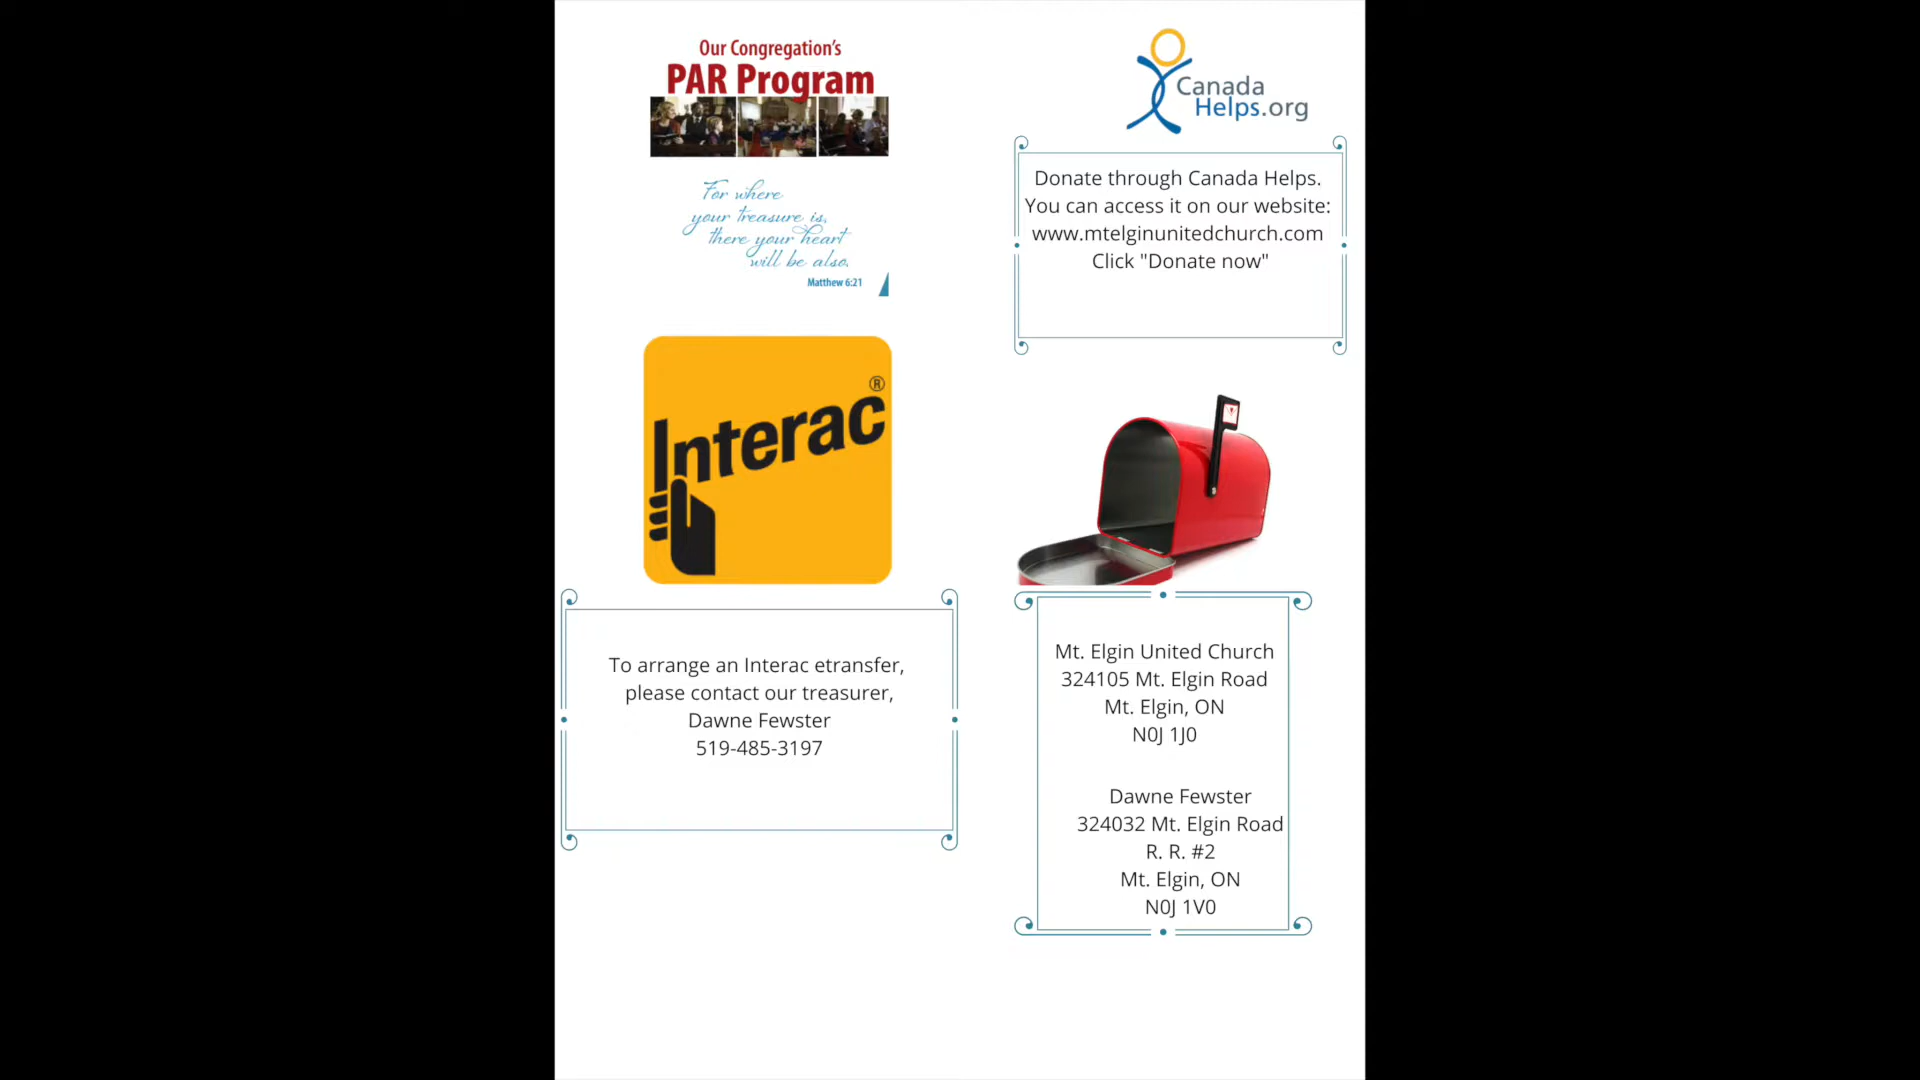 Our Congregation's
PAR Program
For where
your treasure is,
there your heart
will be also.
Matthew 6:21
Canada
Helps.org
Donate through Canada Helps.
You can access it on our website:
www.mtelginunitedchurch.com
Click "Donate now"
Interac®
To arrange an Interac etransfer,
please contact our treasurer,
Dawne Fewster
519-485-3197
Mt. Elgin United Church
324105 Mt. Elgin Road
Mt. Elgin, ON
N0J 1J0
Dawne Fewster
324032 Mt. Elgin Road
R. R. #2
Mt. Elgin, ON
N0J 1V0